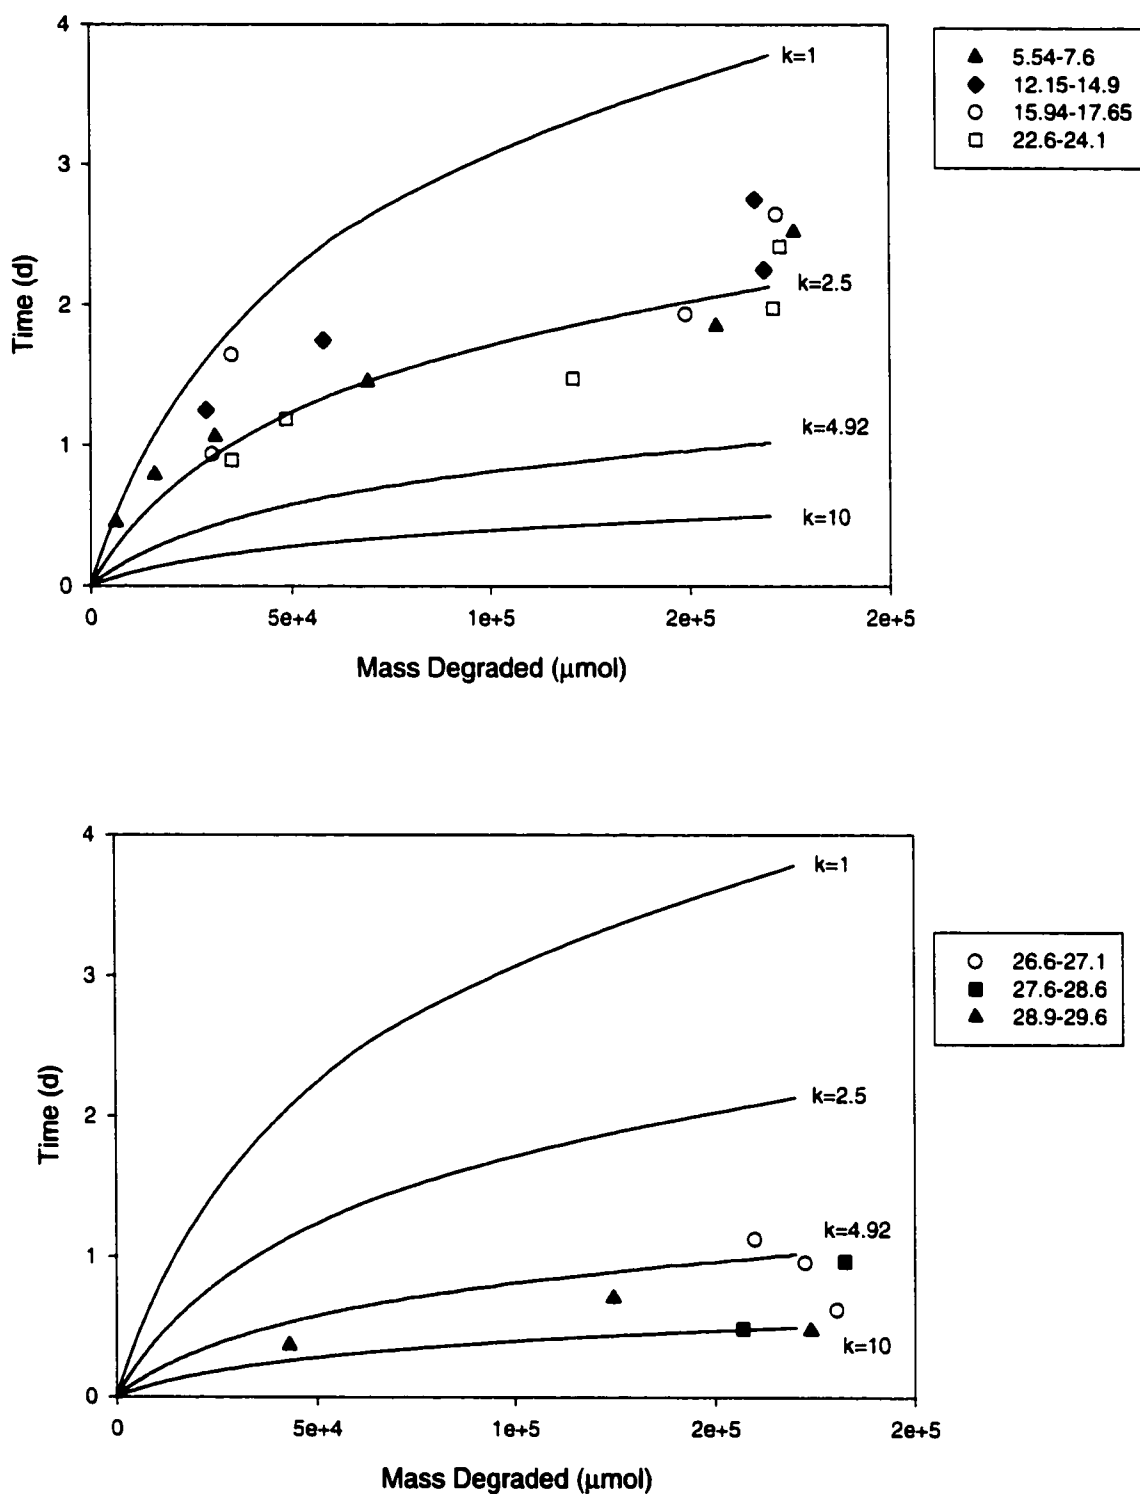 4
3
2
1
0
Time (d)
k=1
k=2.5
k=4.92
k=10
0
5e+4
1e+5
2e+5
2e+5
Mass Degraded (μmol)
5.54-7.6
12.15-14.9
15.94-17.65
22.6-24.1
4
3
2
1
0
Time (d)
k=1
k=2.5
k=4.92
k=10
0
5e+4
1e+5
2e+5
2e+5
Mass Degraded (μmol)
26.6-27.1
27.6-28.6
28.9-29.6